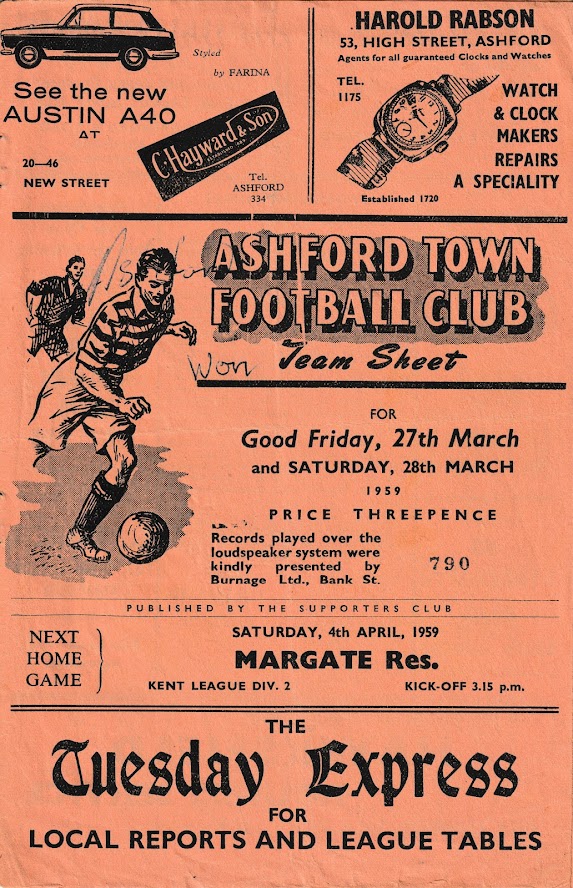 See the new
AUSTIN A40
AT
20—46
NEW STREET
Styled
by FARINA
C. Hayward & Son
ESTABLISHED
Tel.
ASHFORD
334
HAROLD RABSON
53, HIGH STREET, ASHFORD
Agents for all guaranteed Clocks and Watches
TEL.
1175
WATCH
& CLOCK
MAKERS
REPAIRS
A SPECIALITY
Established 1720
Ashford
ASHFORD TOWN
FOOTBALL CLUB
Won
Team Sheet
FOR
Good Friday, 27th March
and SATURDAY, 28th MARCH
1959
PRICE THREEPENCE
Records played over the
loudspeaker system were
kindly presented by
Burnage Ltd., Bank St.
790
PUBLISHED BY THE SUPPORTERS CLUB
NEXT
HOME
GAME
SATURDAY, 4th APRIL, 1959
MARGATE Res.
KENT LEAGUE DIV. 2
KICK-OFF 3.15 p.m.
THE
Tuesday Express
FOR
LOCAL REPORTS AND LEAGUE TABLES